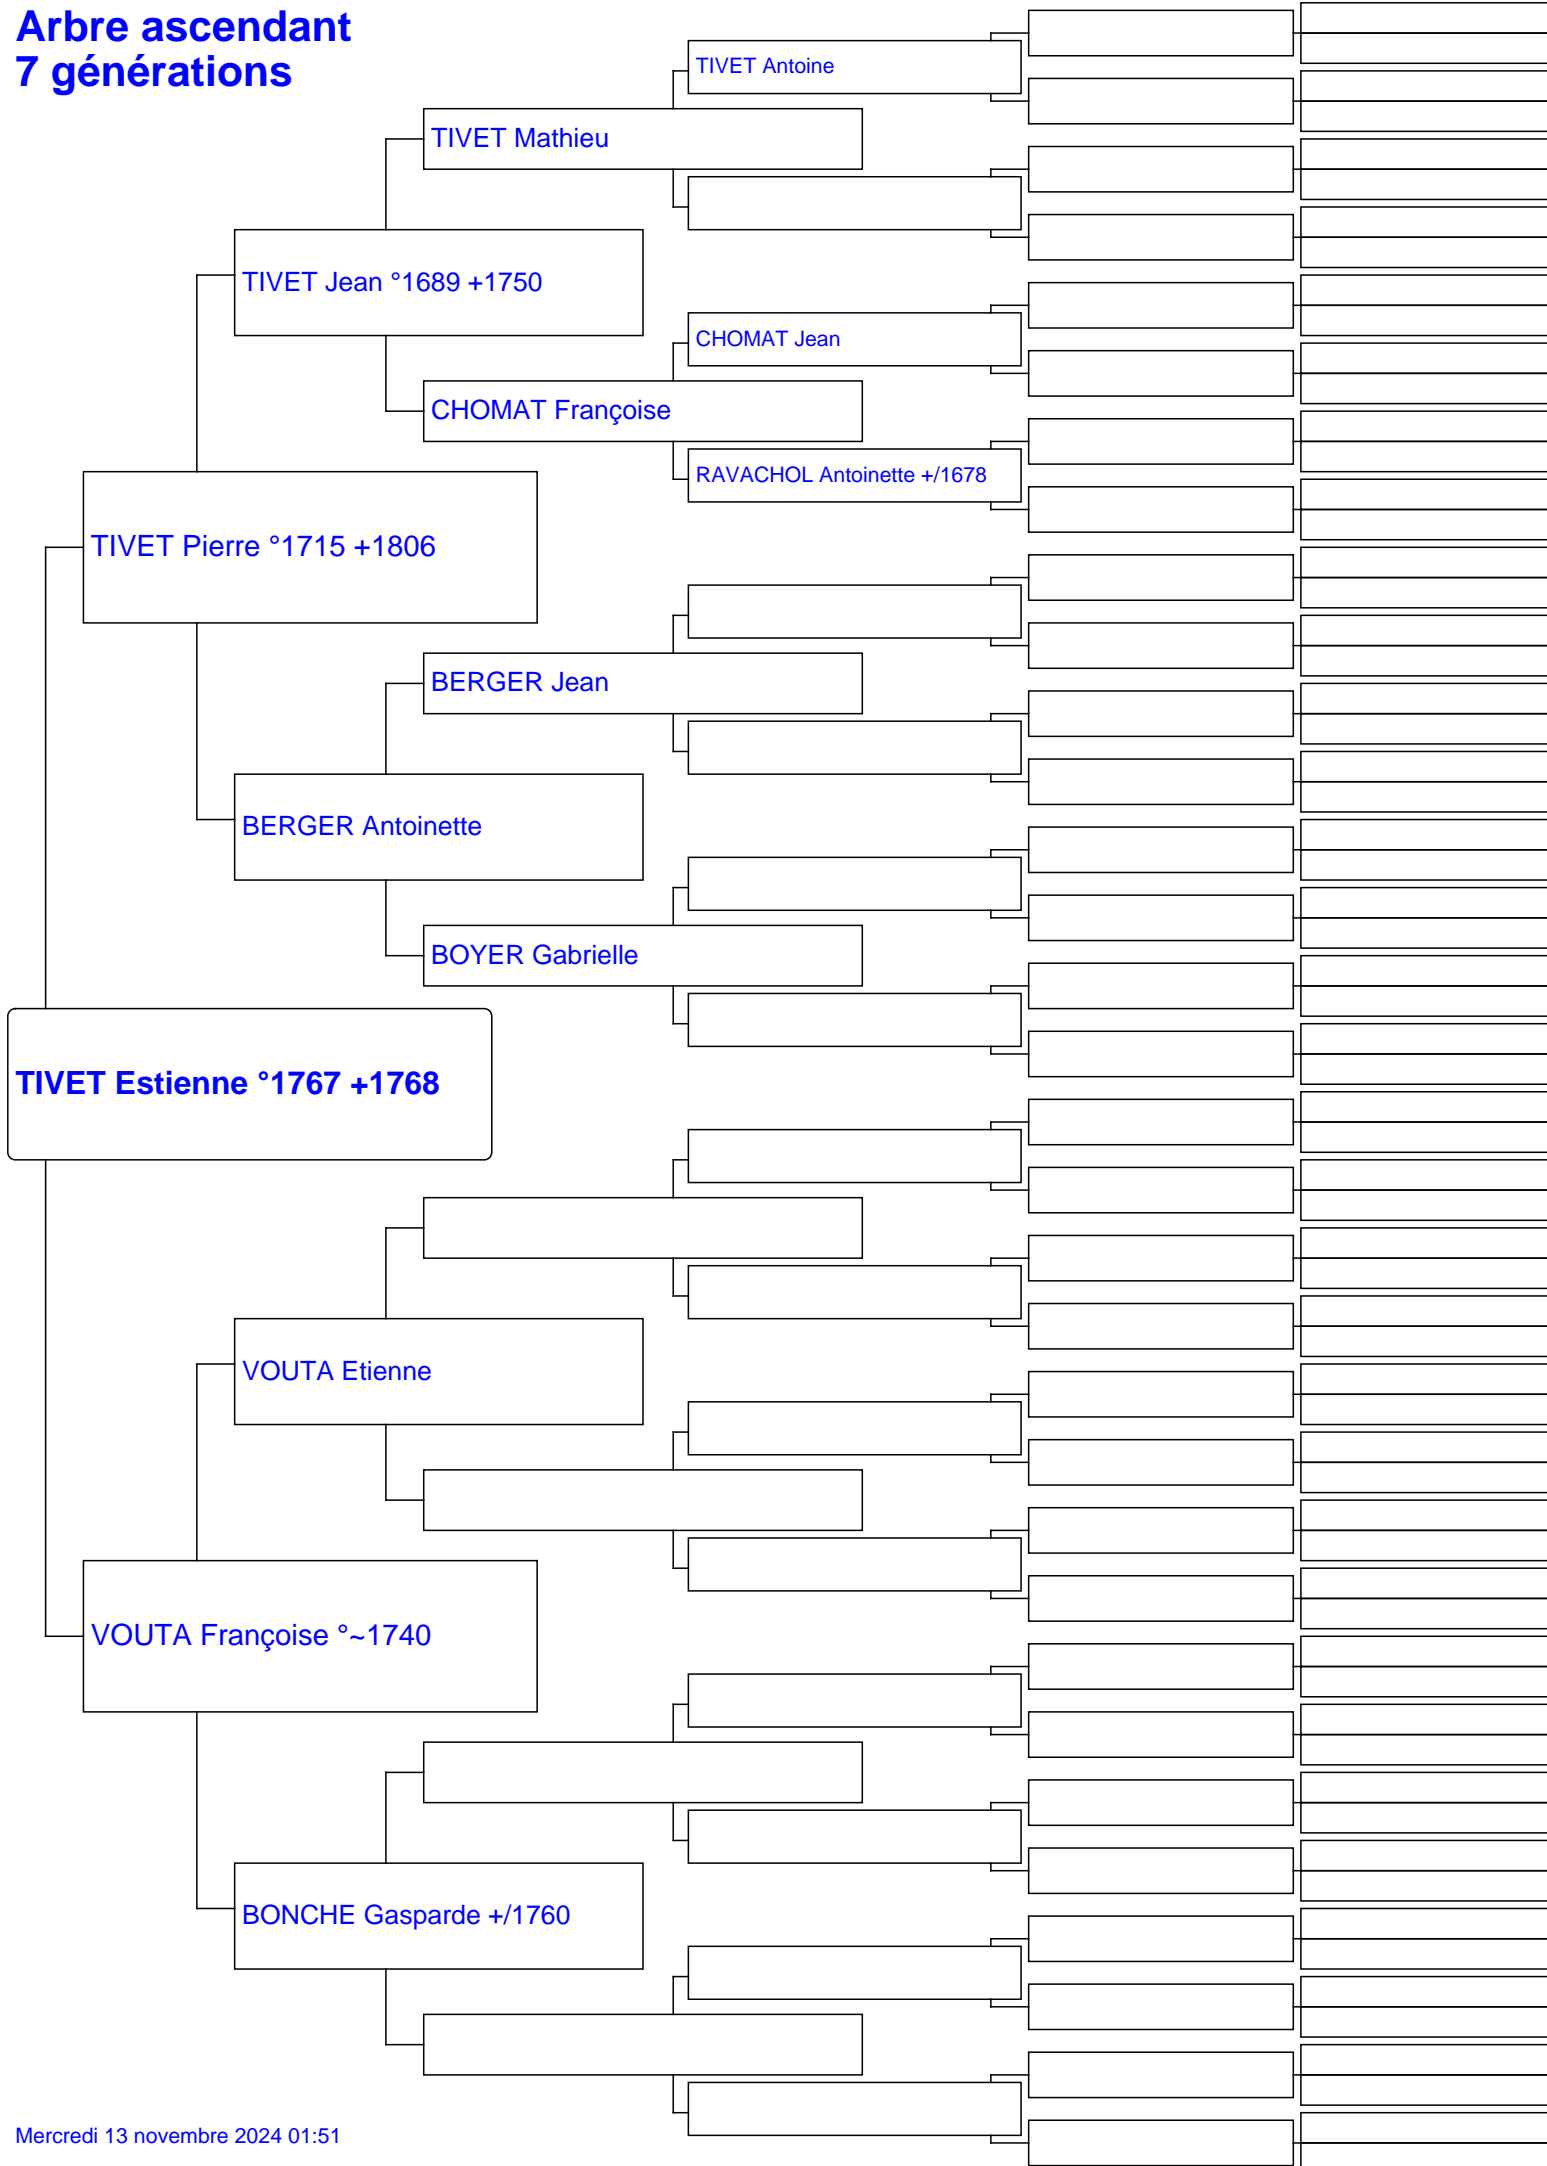 Arbre ascendant
7 générations
TIVET Antoine
TIVET Mathieu
TIVET Jean °1689 +1750
CHOMAT Jean
CHOMAT Françoise
RAVACHOL Antoinette +/1678
TIVET Pierre °1715 +1806
BERGER Jean
BERGER Antoinette
BOYER Gabrielle
TIVET Estienne °1767 +1768
VOUTA Etienne
VOUTA Françoise °~1740
BONCHE Gasparde +/1760
Mercredi 13 novembre 2024 01:51